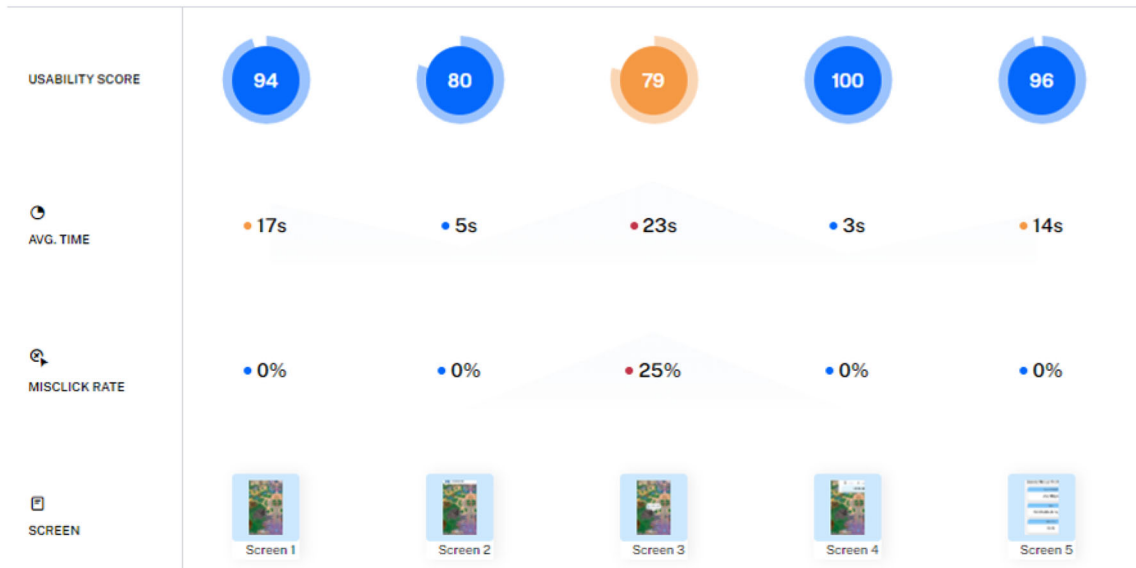 USABILITY SCORE
94
80
79
100
96
AVG. TIME
17s
5s
23s
3s
14s
MISCLICK RATE
0%
0%
25%
0%
0%
SCREEN
Screen 1
Screen 2
Screen 3
Screen 4
Screen 5